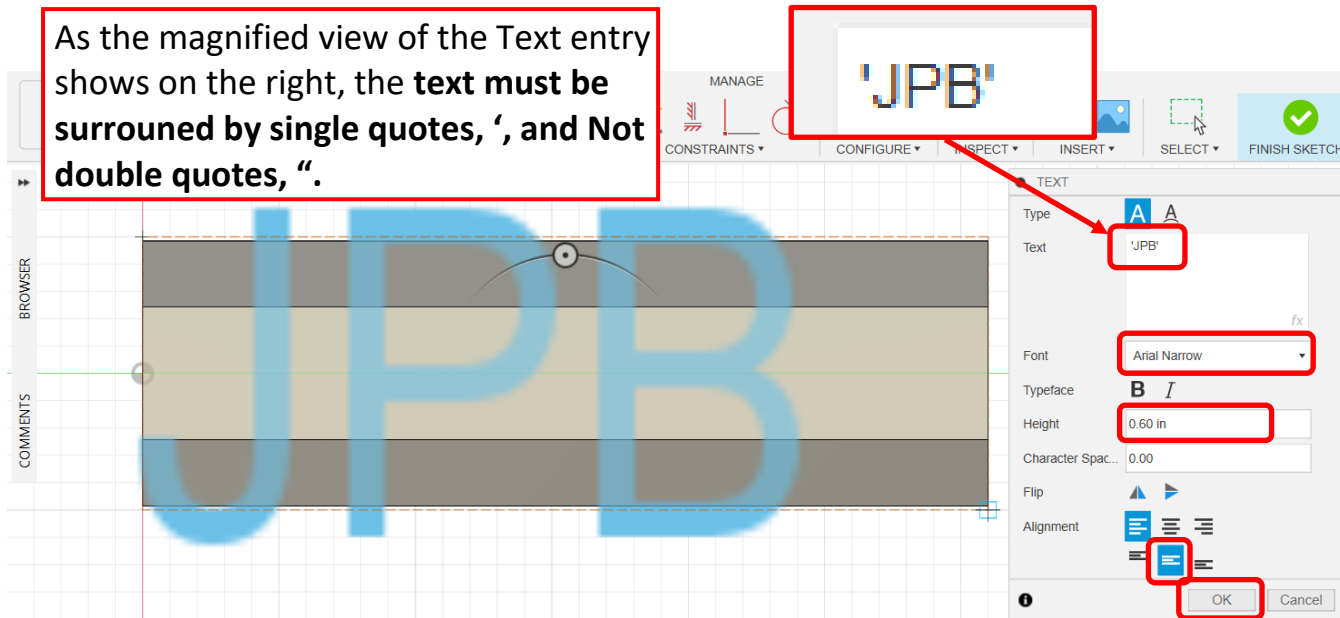 As the magnified view of the Text entry
shows on the right, the text must be
surrouned by single quotes, ‘, and Not
double quotes, “.
'JPB'
MANAGE
CONSTRAINTS ▾
CONFIGURE ▾
INSPECT ▾
INSERT ▾
SELECT ▾
FINISH SKETCH
BROWSER
COMMENTS
JPB
TEXT
Type A A
Text 'JPB'
fx
Font Arial Narrow
Typeface B I
Height 0.60 in
Character Spac... 0.00
Flip
Alignment
OK Cancel